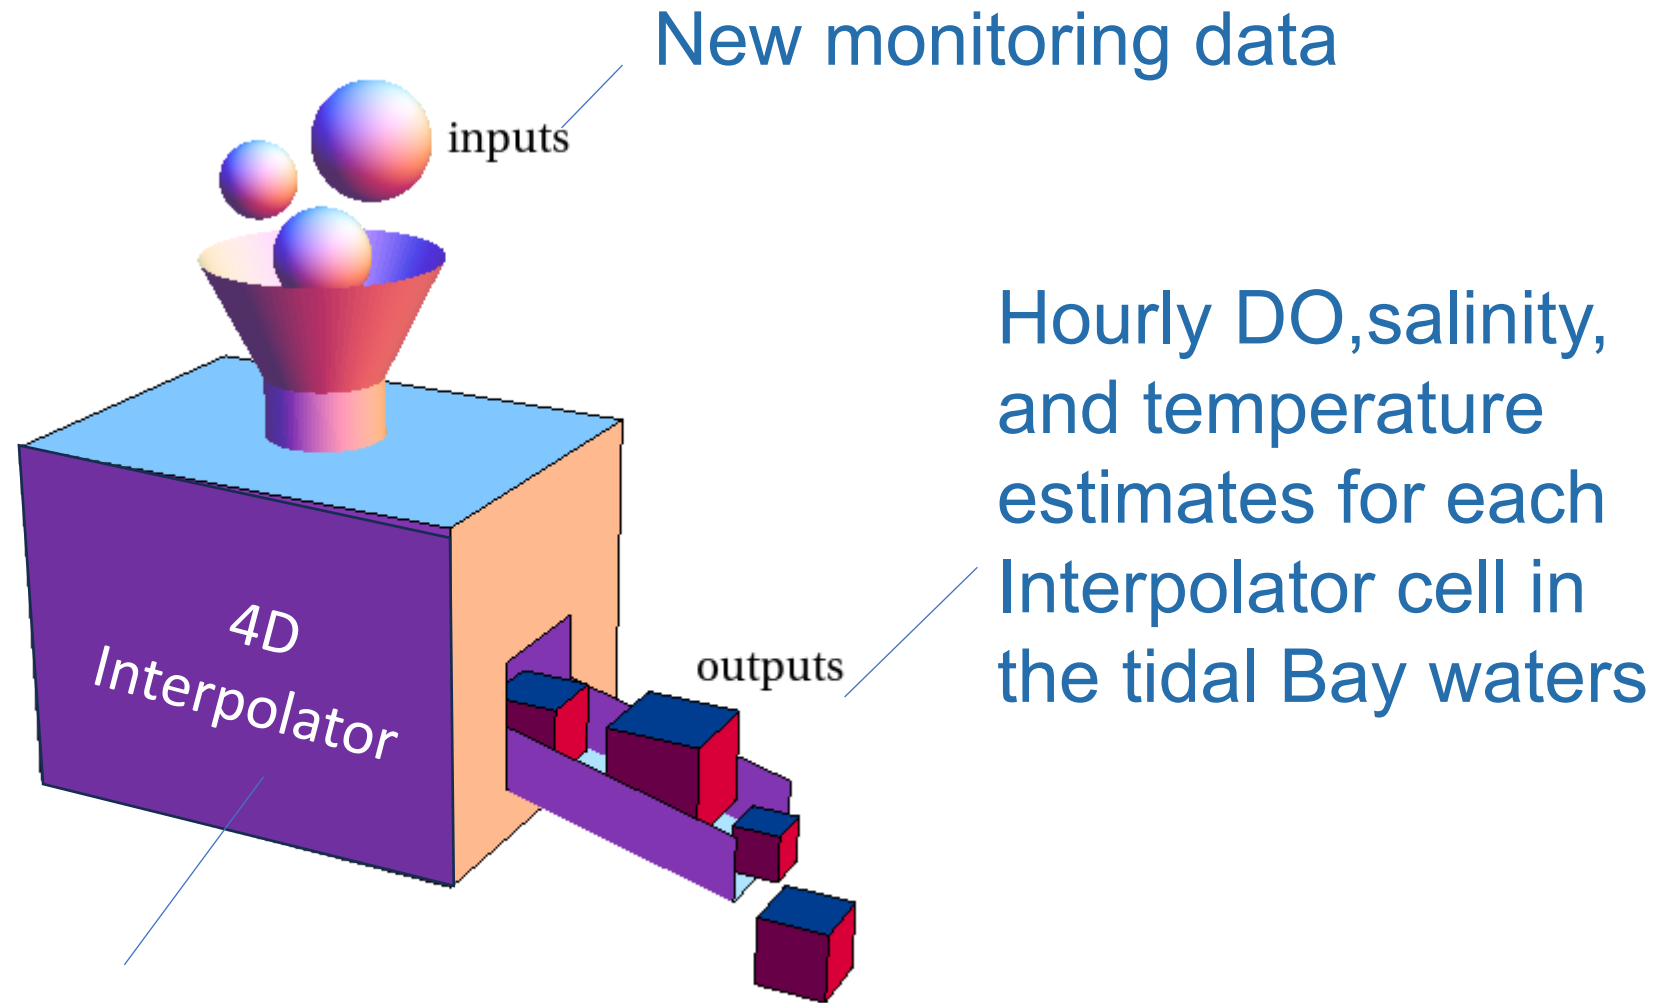 New monitoring data
inputs
Hourly DO,salinity,
and temperature
estimates for each
Interpolator cell in
the tidal Bay waters
4D
Interpolator
outputs